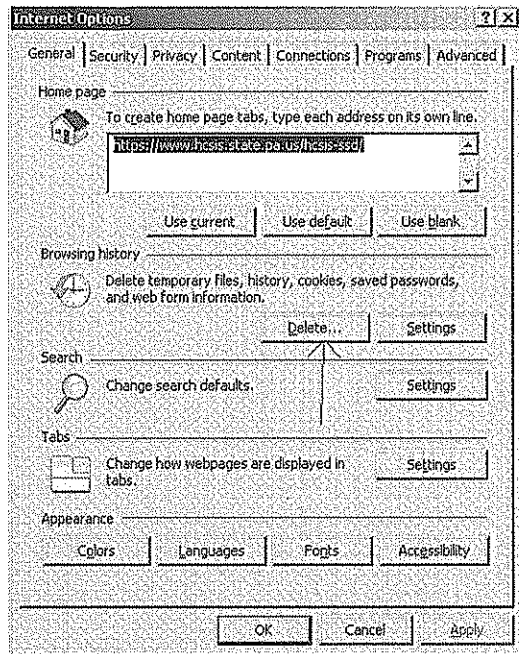 Internet Options
General Security Privacy Content Connections Programs Advanced
Home page
To create home page tabs, type each address on its own line.
https://www.hcsis.state.pa.us/hcsis-ssd/
Use current Use default Use blank
Browsing history
Delete temporary files, history, cookies, saved passwords,
and web form information.
Delete... Settings
Search
Change search defaults.
Settings
Tabs
Change how webpages are displayed in
tabs.
Settings
Appearance
Colors Languages Fonts Accessibility
OK Cancel Apply